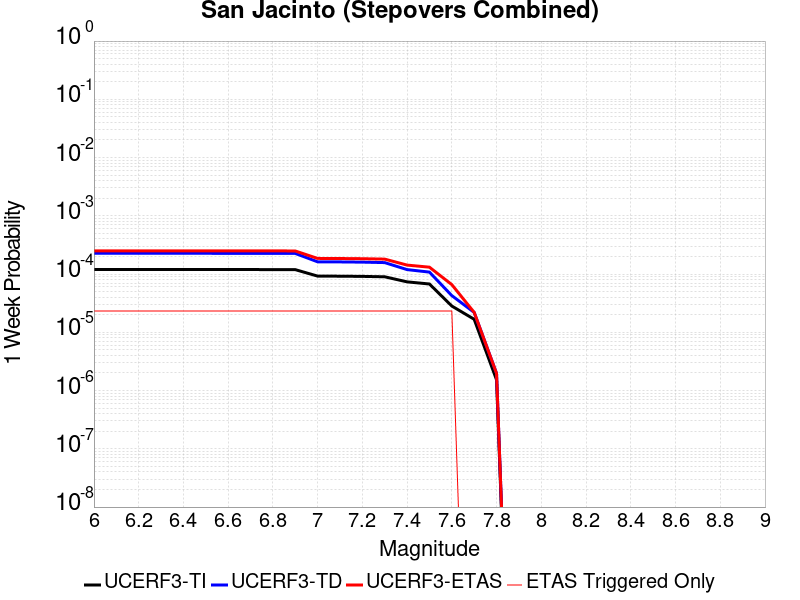 San Jacinto (Stepovers Combined)
10^0
10^-1
10^-2
10^-3
10^-4
10^-5
10^-6
10^-7
10^-8
1 Week Probability
6 6.2 6.4 6.6 6.8 7 7.2 7.4 7.6 7.8 8 8.2 8.4 8.6 8.8 9
Magnitude
UCERF3-TI UCERF3-TD UCERF3-ETAS ETAS Triggered Only